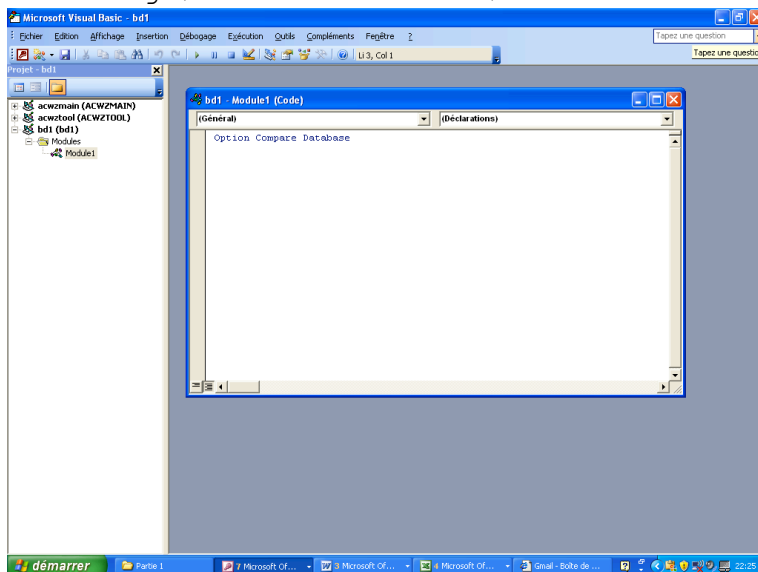 Microsoft Visual Basic - bd1
Fichier Edition Affichage Insertion Débogage Exécution Outils Compléments Fenêtre ?
Tapez une question
Li 3, Col 1
Tapez une questio
Projet - bd1
bd1 - Module1 (Code)
acwzmain (ACWZMAIN)
(Général) (Déclarations)
acwztool (ACWZTOOL)
bd1 (bd1)
Option Compare Database
Modules
Module1
démarrer Partie 1 7 Microsoft Of... 3 Microsoft Of... 4 Microsoft Of... Gmail - Boîte de ... 22:25